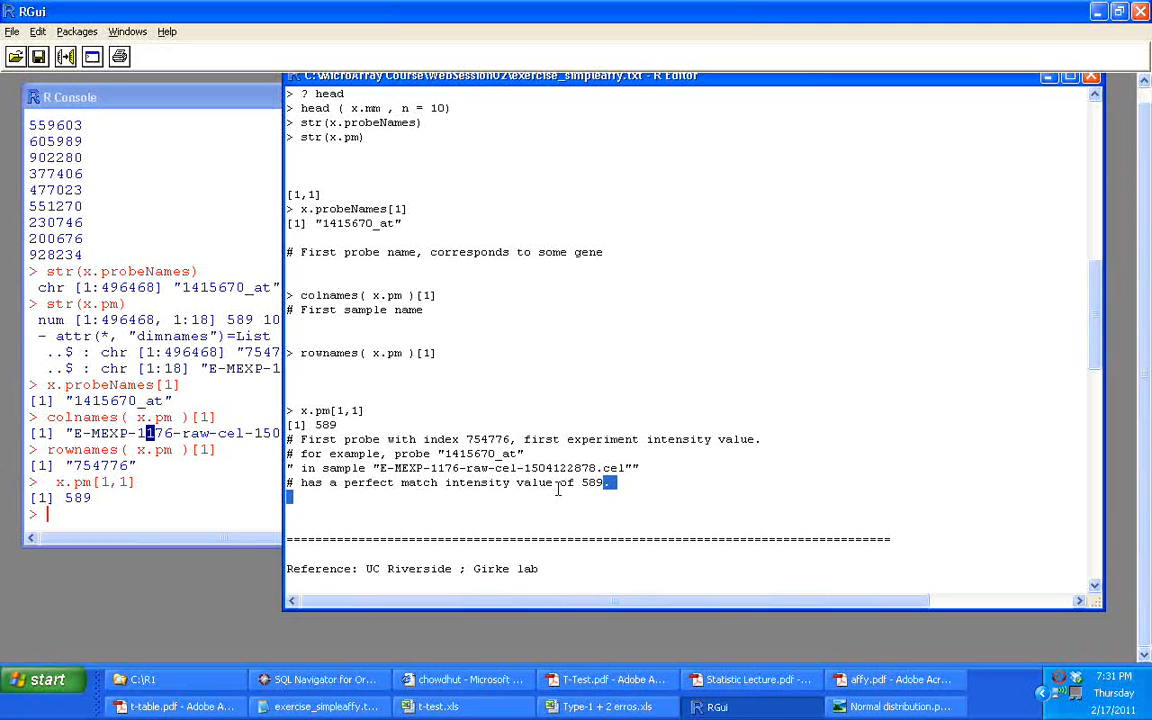 RGui
File Edit Packages Windows Help
R Console
559603
605989
902280
377406
477023
551270
230746
200676
928234
> str(x.probeNames)
chr [1:496468] "1415670_at"
> str(x.pm)
num [1:496468, 1:18] 589 10
- attr(*, "dimnames")=List
..$ : chr [1:496468] "754
..$ : chr [1:18] "E-MEXP-1
> x.probeNames[1]
[1] "1415670_at"
> colnames( x.pm )[1]
[1] "E-MEXP-1176-raw-cel-150
> rownames( x.pm )[1]
[1] "754776"
> x.pm[1,1]
[1] 589
>
C:\MicroArray Course\WebSession02\exercise_simpleaffy.txt - R Editor
> ? head
> head ( x.mm , n = 10)
> str(x.probeNames)
> str(x.pm)
[1,1]
> x.probeNames[1]
[1] "1415670_at"
# First probe name, corresponds to some gene
> colnames( x.pm )[1]
# First sample name
> rownames( x.pm )[1]
> x.pm[1,1]
[1] 589
# First probe with index 754776, first experiment intensity value.
# for example, probe "1415670_at"
" in sample "E-MEXP-1176-raw-cel-1504122878.cel""
# has a perfect match intensity value of 589.
=====================================================================================
Reference: UC Riverside ; Girke lab
start
C:\R1
SQL Navigator for Or...
chowdhut - Microsoft ...
T-Test.pdf - Adobe A...
Statistic Lecture.pdf -...
affy.pdf - Adobe Acr...
7:31 PM
t-table.pdf - Adobe A...
exercise_simpleaffy.t...
t-test.xls
Type-1 + 2 erros.xls
RGui
Normal distribution.p...
Thursday
2/17/2011